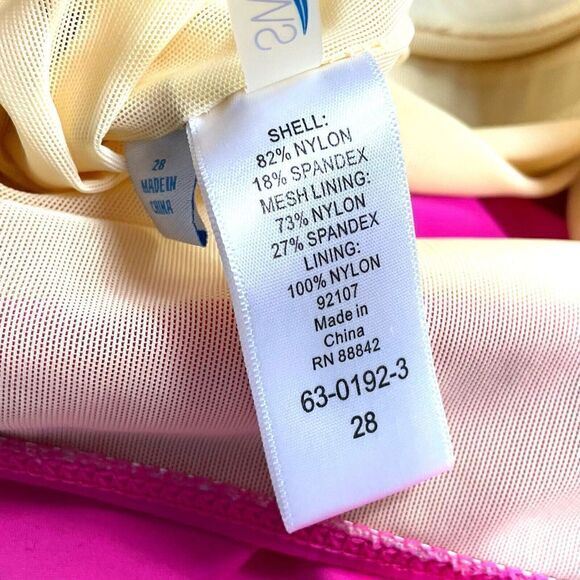 SMS
SHELL:
82% NYLON
18% SPANDEX
MESH LINING:
73% NYLON
27% SPANDEX
LINING:
100% NYLON
92107
Made in
China
RN 88842
63-0192-3
28
28
MADE IN
CHINA